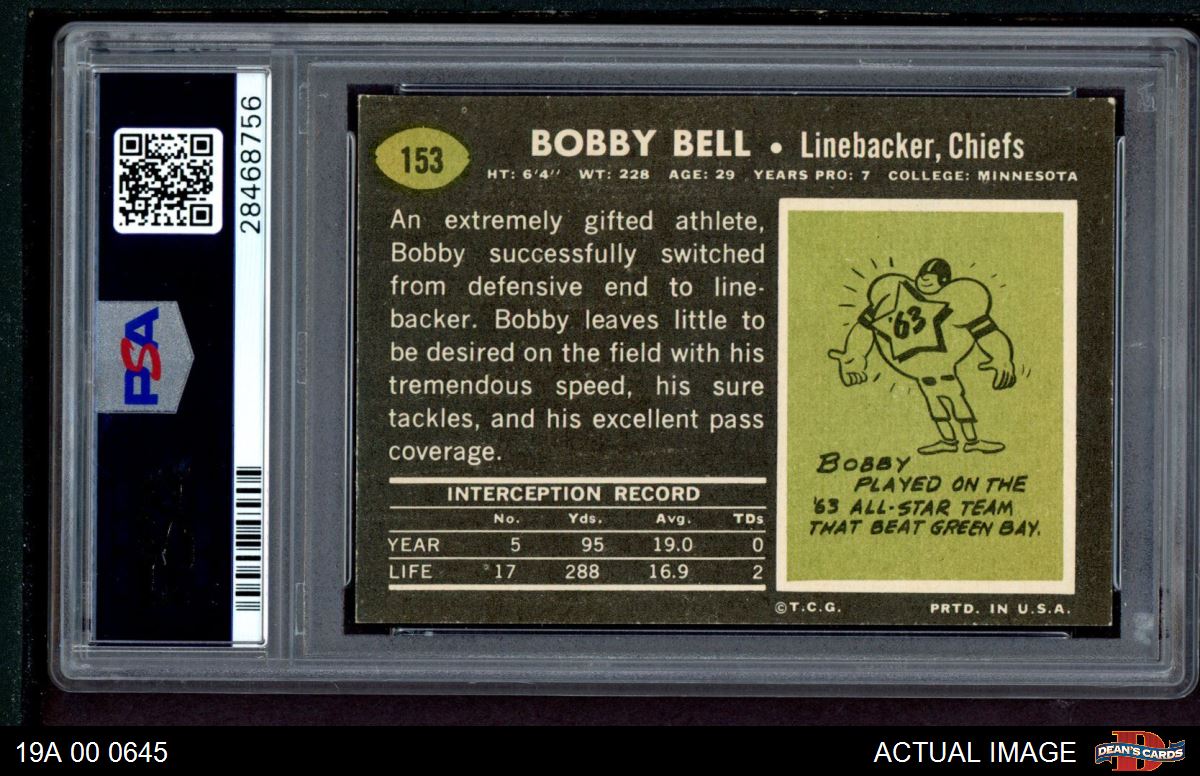 28468756
PSA
153
BOBBY BELL • Linebacker, Chiefs
HT: 6'4'' WT: 228 AGE: 29 YEARS PRO: 7 COLLEGE: MINNESOTA
An extremely gifted athlete,
Bobby successfully switched
from defensive end to line-
backer. Bobby leaves little to
be desired on the field with his
tremendous speed, his sure
tackles, and his excellent pass
coverage.
INTERCEPTION RECORD
No. Yds. Avg. TDs
YEAR 5 95 19.0 0
LIFE 17 288 16.9 2
'63
BOBBY
PLAYED ON THE
'63 ALL-STAR TEAM
THAT BEAT GREEN BAY.
©T.C.G. PRTD. IN U.S.A.
19A 00 0645
ACTUAL IMAGE
DEAN'S CARDS